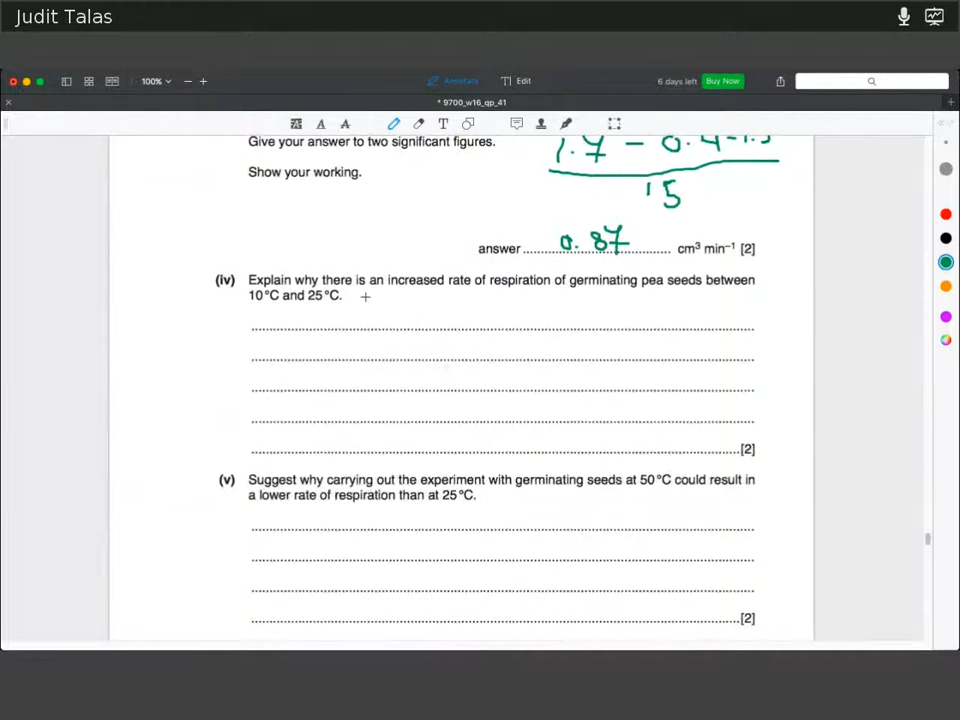 Judit Talas
100%
Annotate
Edit
6 days left
Buy Now
* 9700_w16_qp_41
Give your answer to two significant figures.
Show your working.
15
answer 0.87 cm³ min⁻¹ [2]
(iv) Explain why there is an increased rate of respiration of germinating pea seeds between
10°C and 25°C.
[2]
(v) Suggest why carrying out the experiment with germinating seeds at 50°C could result in
a lower rate of respiration than at 25°C.
[2]